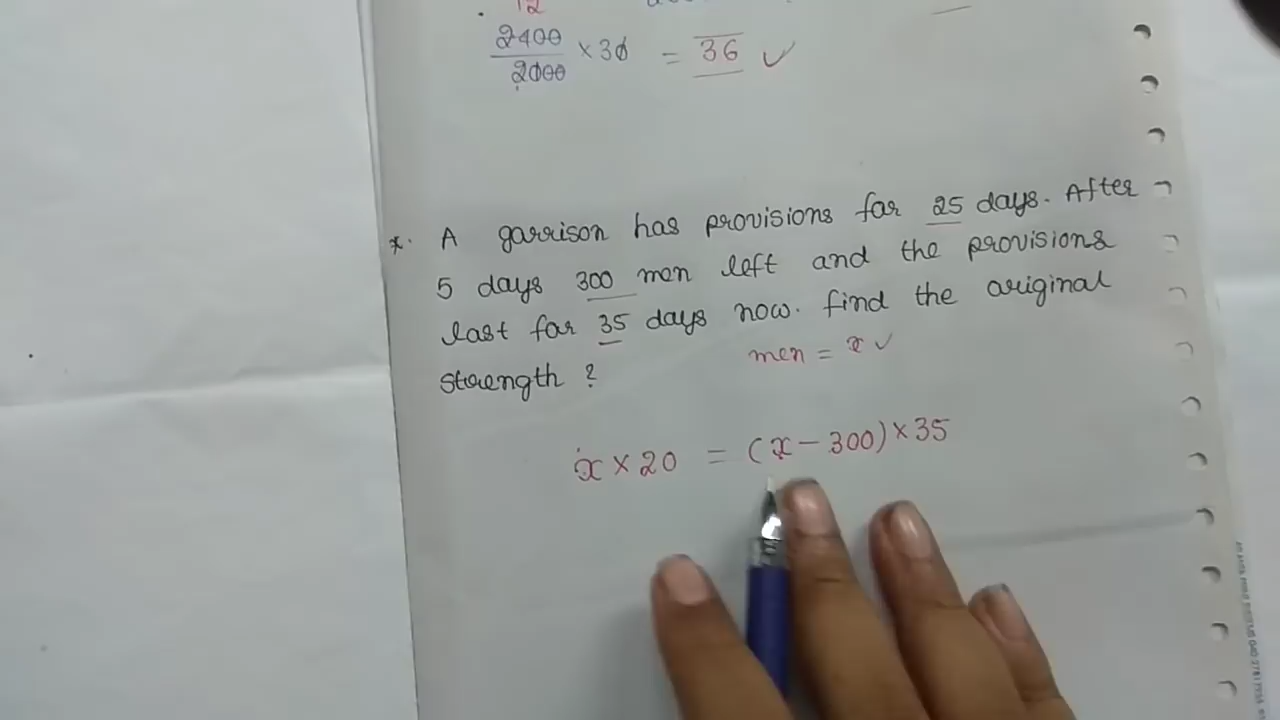 12
2400
2000 × 30 = 36 ✓
*. A garrison has provisions for 25 days. After
5 days 300 men left and the provisions
last for 35 days now. find the original
strength ?
men = x ✓
x × 20 = (x - 300) × 35